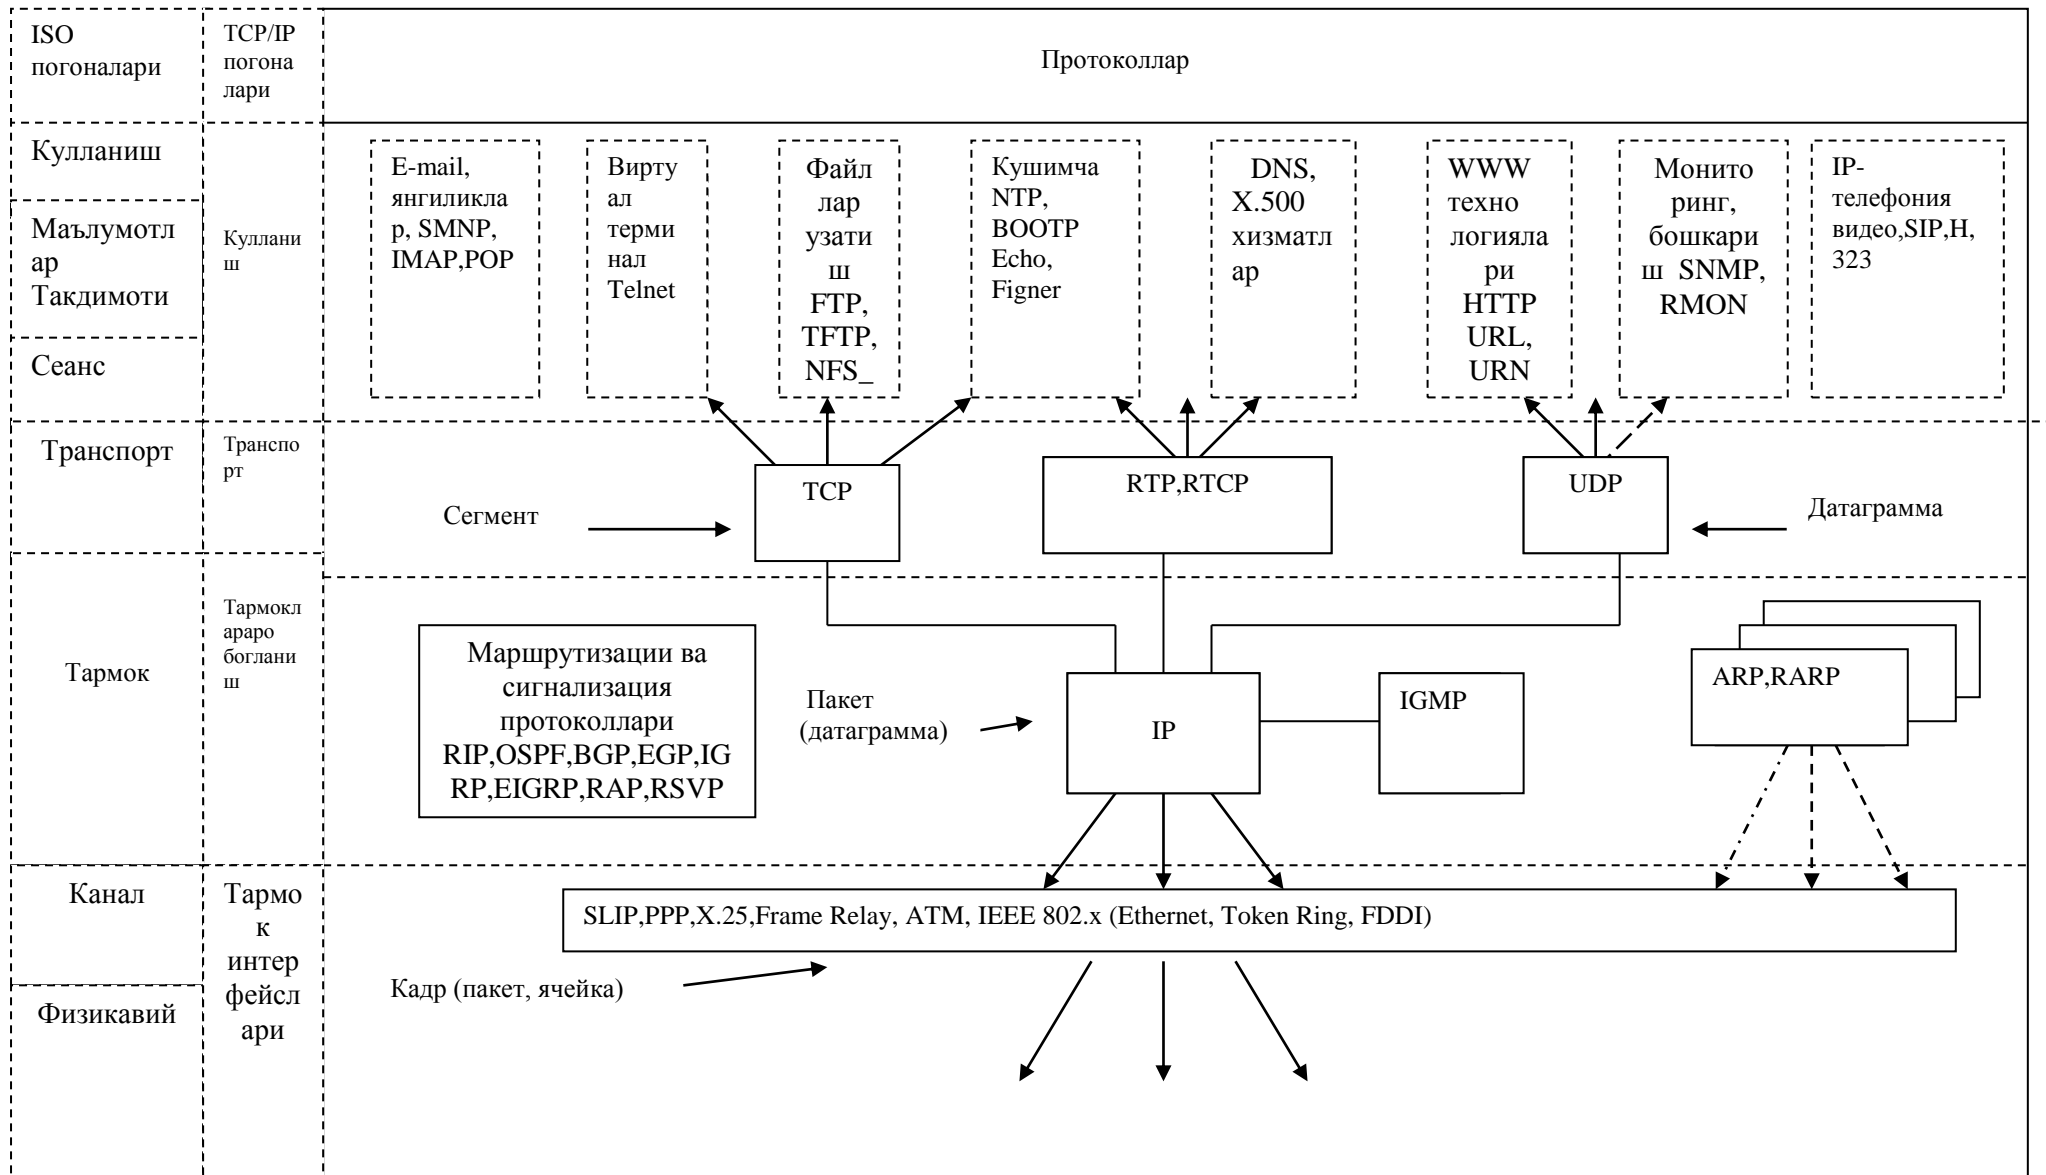 ISO
погоналари
TCP/IP
погона
лари
Протоколлар
Кулланиш
Маълумотл
ар
Такдимоти
Сеанс
Куллани
ш
E-mail,
янгиликла
р, SMNP,
IMAP,POP
Вирту
ал
терми
нал
Telnet
Файл
лар
узати
ш
FTP,
TFTP,
NFS_
Кушимча
NTP,
BOOTP
Echo,
Figner
DNS,
X.500
хизматл
ар
WWW
техно
логияла
ри
HTTP
URL,
URN
Монито
ринг,
бошкари
ш SNMP,
RMON
IP-
телефония
видео,SIP,H,
323
Транспорт
Транспо
рт
Сегмент
TCP
RTP,RTCP
UDP
Датаграмма
Тармок
Тармокл
араро
боглани
ш
Маршрутизации ва
сигнализация
протоколлари
RIP,OSPF,BGP,EGP,IG
RP,EIGRP,RAP,RSVP
Пакет
(датаграмма)
IP
IGMP
ARP,RARP
Канал
Физикавий
Тармо
к
интер
фейсл
ари
SLIP,PPP,X.25,Frame Relay, ATM, IEEE 802.x (Ethernet, Token Ring, FDDI)
Кадр (пакет, ячейка)